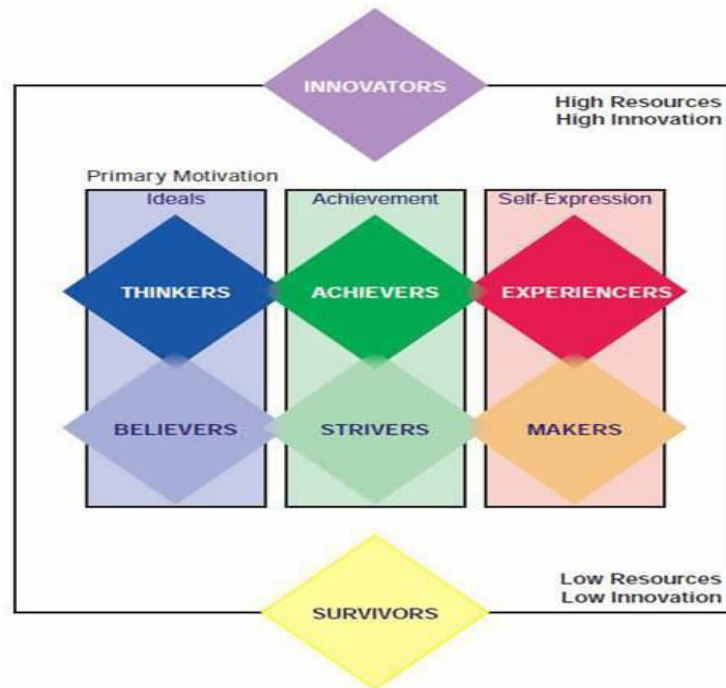 INNOVATORS
High Resources
High Innovation
Primary Motivation
Ideals
Achievement
Self-Expression
THINKERS
ACHIEVERS
EXPERIENCERS
BELIEVERS
STRIVERS
MAKERS
Low Resources
Low Innovation
SURVIVORS